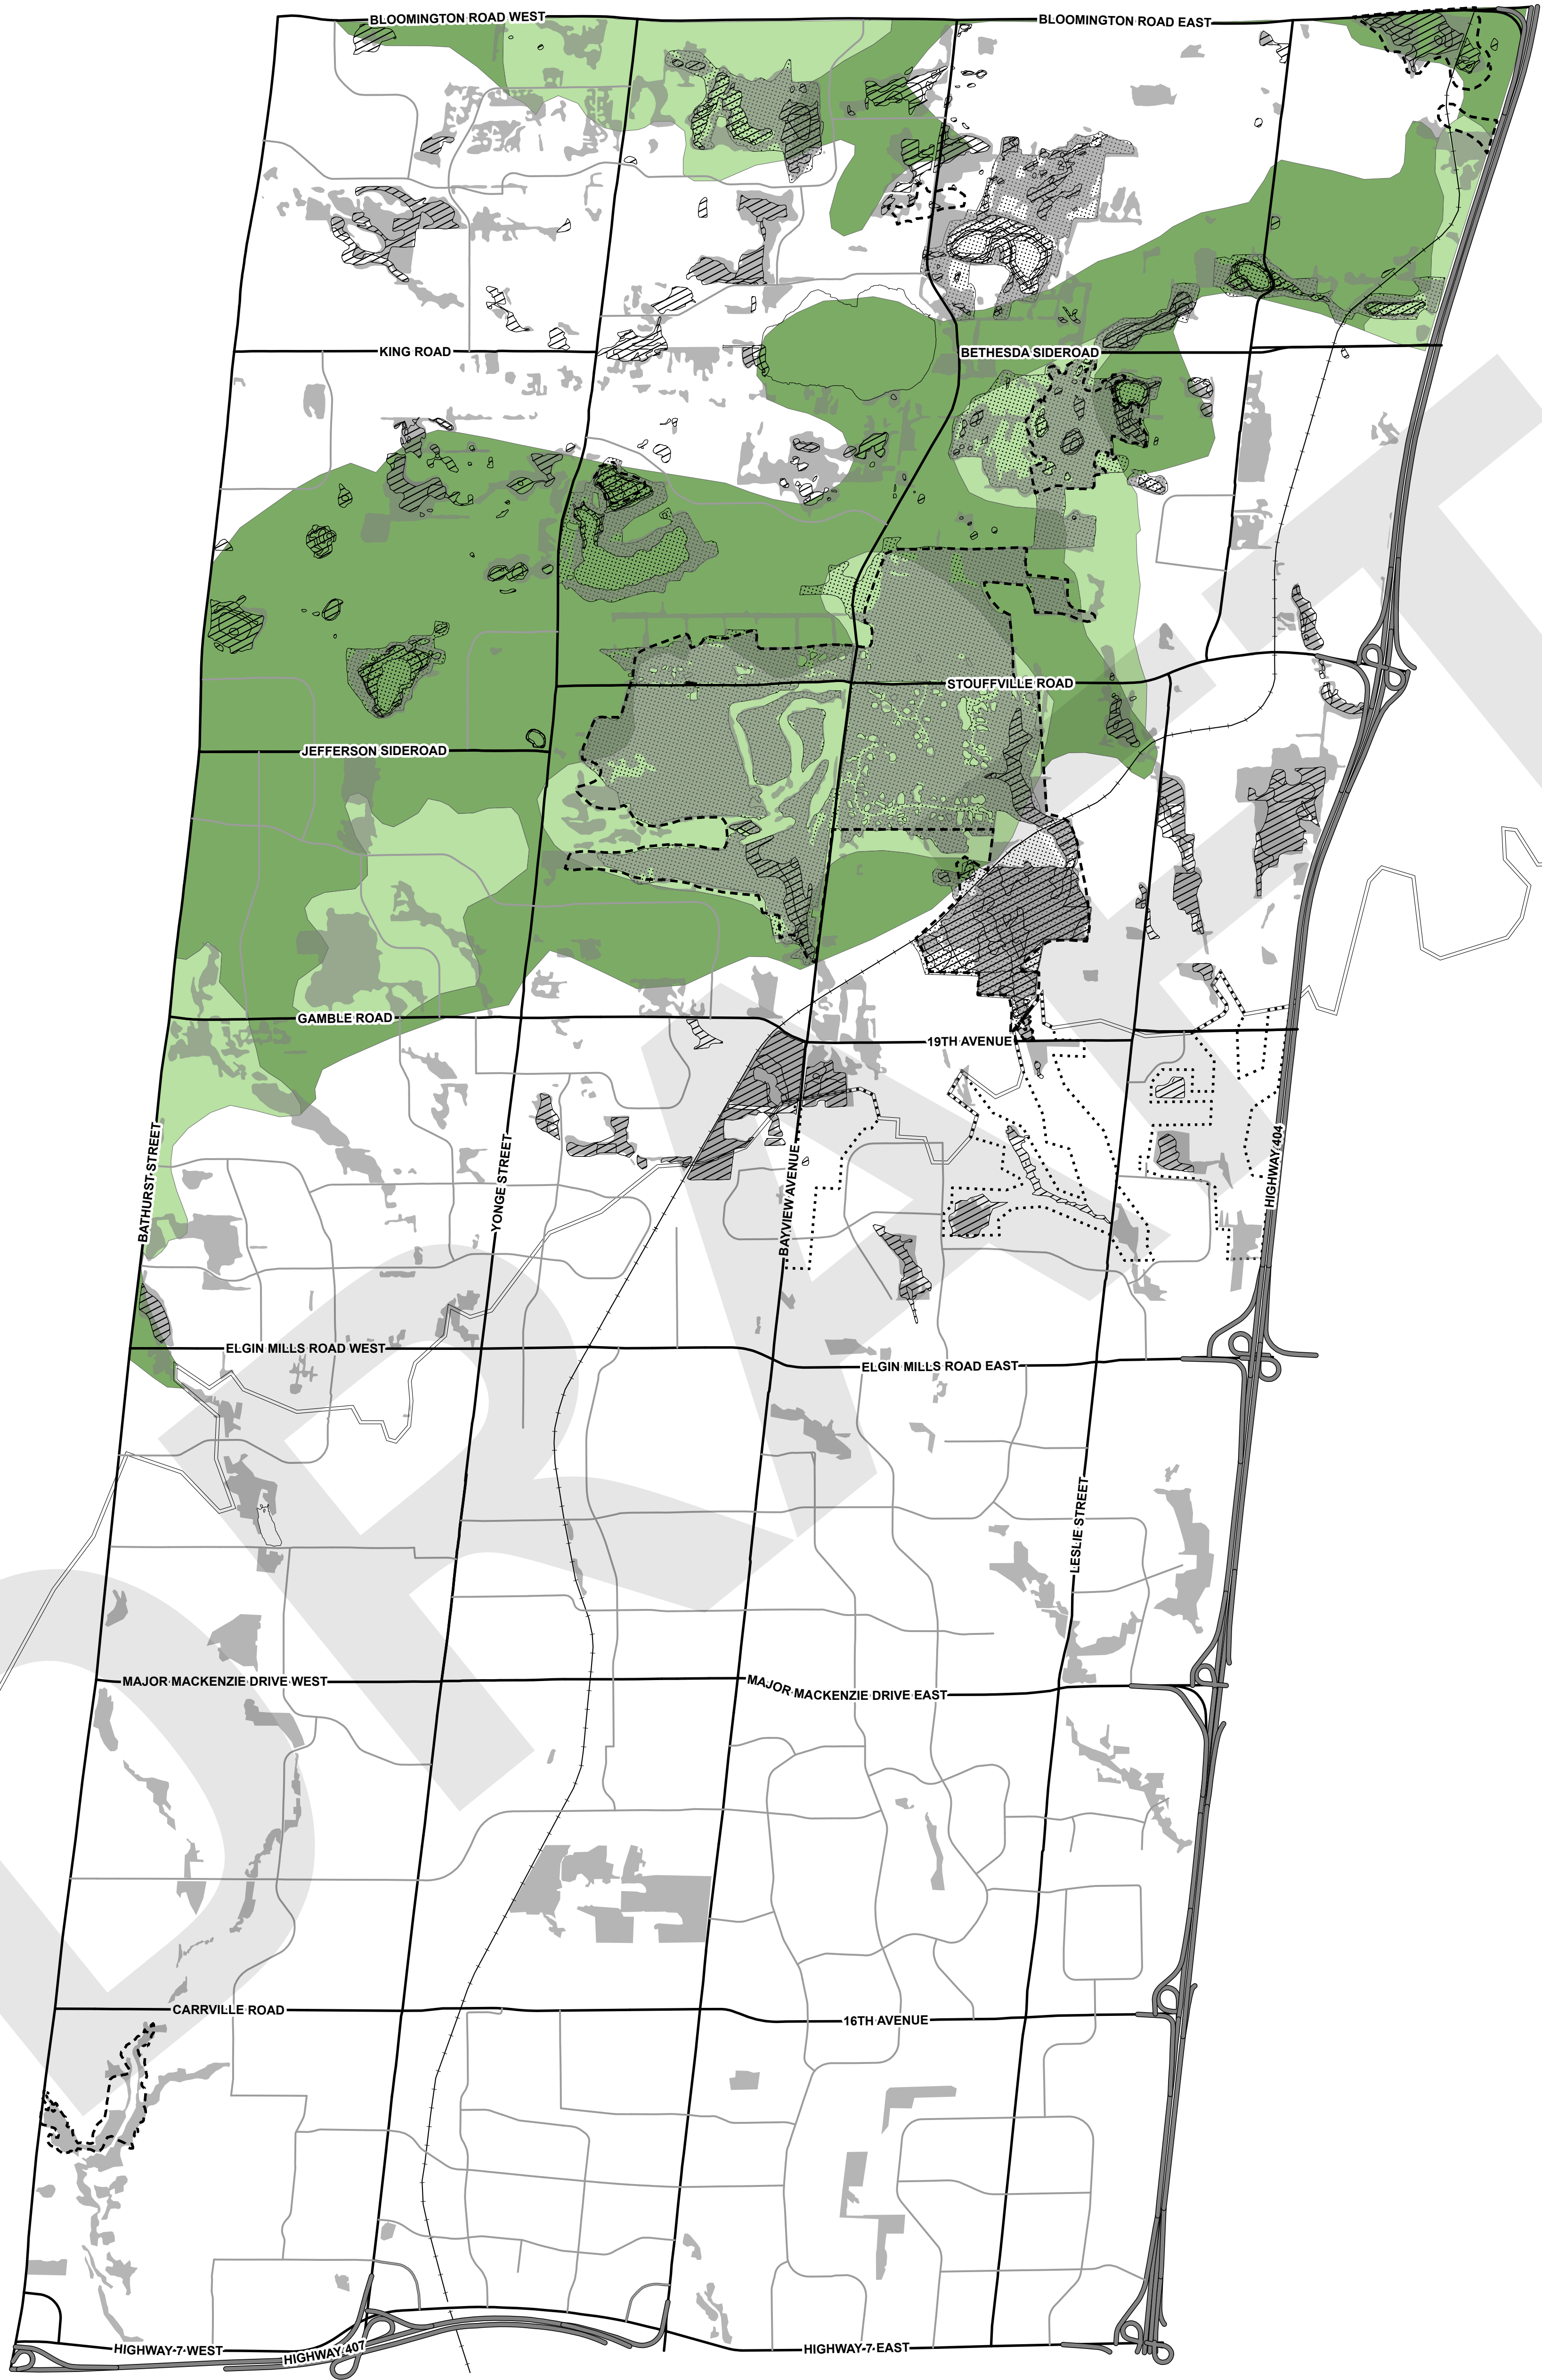 BLOOMINGTON ROAD WEST
BLOOMINGTON ROAD EAST
KING ROAD
BETHESDA SIDEROAD
STOUFFVILLE ROAD
JEFFERSON SIDEROAD
GAMBLE ROAD
19TH AVENUE
BATHURST STREET
YONGE STREET
BAYVIEW AVENUE
HIGHWAY 404
ELGIN MILLS ROAD WEST
ELGIN MILLS ROAD EAST
LESLIE STREET
MAJOR MACKENZIE DRIVE WEST
MAJOR MACKENZIE DRIVE EAST
CARRVILLE ROAD
16TH AVENUE
HIGHWAY 7 WEST
HIGHWAY 407
HIGHWAY 7 EAST
DRAFT